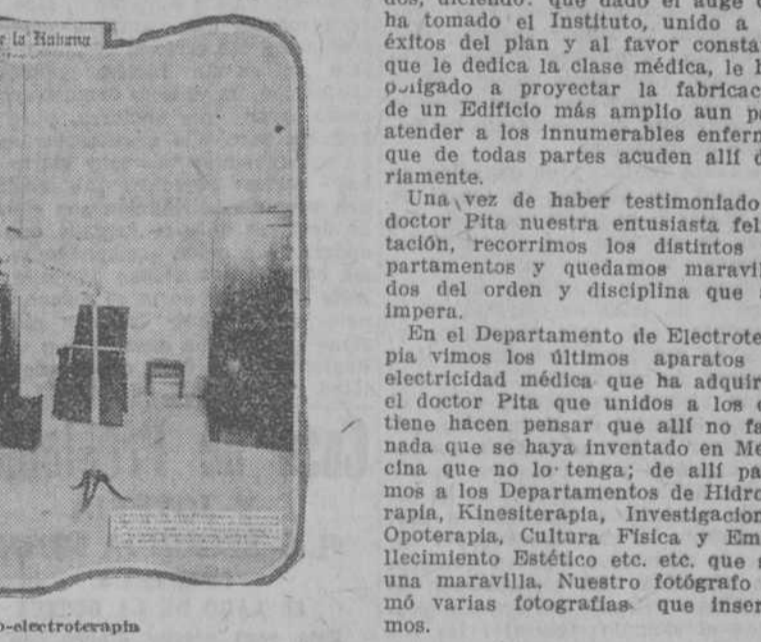 de la Habana
o-electroterapia
dos, diciendo: que dado el auge
ha tomado el Instituto, unido a
éxitos del plan y al favor consta
que le dedica la clase médica, le h
a proyectar la fabricac
de un Edificio más amplio aun pa
atender a los innumerables enferm
que de todas partes acuden allí d
riamente.
Una vez de haber testimoniado
doctor Pita nuestra entusiasta fel
tación, recorrimos los distintos
partamentos y quedamos maravil
dos del orden y disciplina que a
impera.
En el Departamento de Electrote
pia vimos los últimos aparatos
electricidad médica que ha adquir
el doctor Pita que unidos a los q
tiene hacen pensar que allí no fa
nada que se haya inventado en Me
cina que no lo tenga; de allí pa
mos a los Departamentos de Hidro
rapia, Kinesiterapia, Investigacion
Opoterapia, Cultura Física y Em
llecimiento Estético etc. etc. que s
una maravilla. Nuestro fotógrafo
mó varias fotografías que inser
mos.